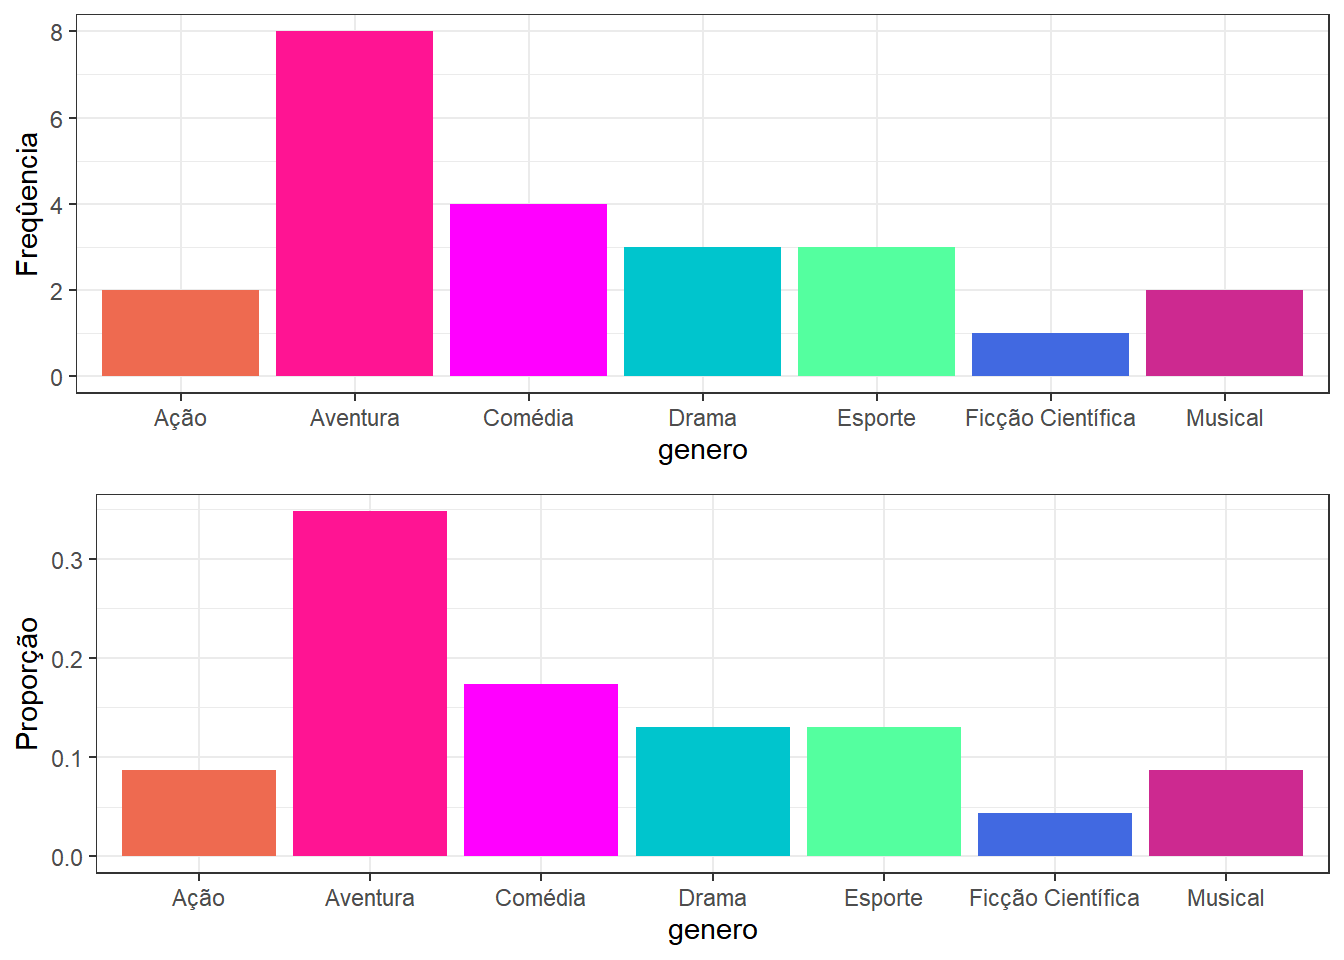 8
6
4
2
0
Freqûencia
Ação Aventura Comédia Drama Esporte Ficção Científica Musical
genero
0.3
0.2
0.1
0.0
Proporção
Ação Aventura Comédia Drama Esporte Ficção Científica Musical
genero